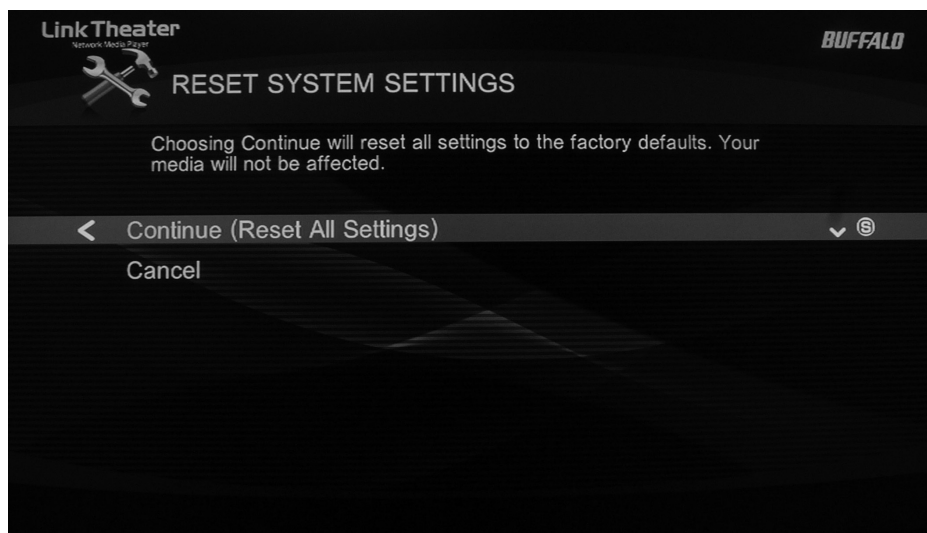 LinkTheater
Network Media Player
BUFFALO
RESET SYSTEM SETTINGS
Choosing Continue will reset all settings to the factory defaults. Your
media will not be affected.
Continue (Reset All Settings)
S
Cancel